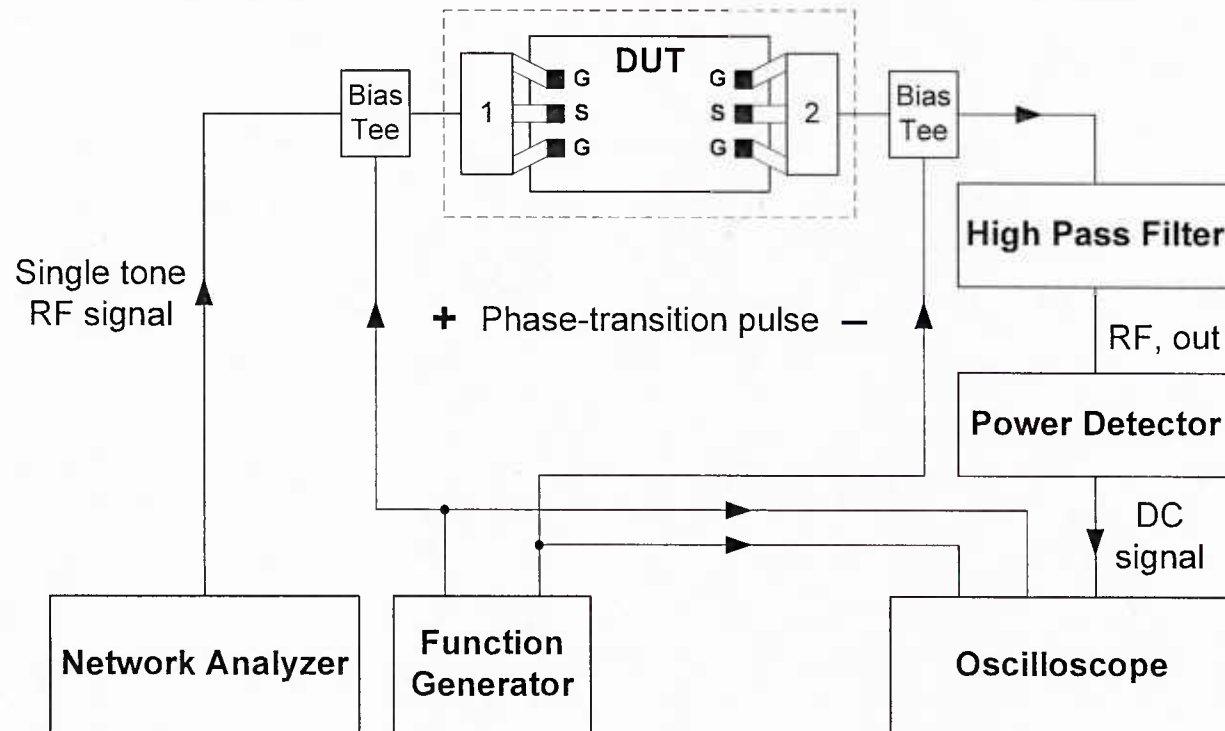 DUT
G
G
Bias
Tee
1
S
S
2
Bias
Tee
G
G
High Pass Filter
Single tone
RF signal
+ Phase-transition pulse –
RF, out
Power Detector
DC
signal
Network Analyzer
Function
Generator
Oscilloscope